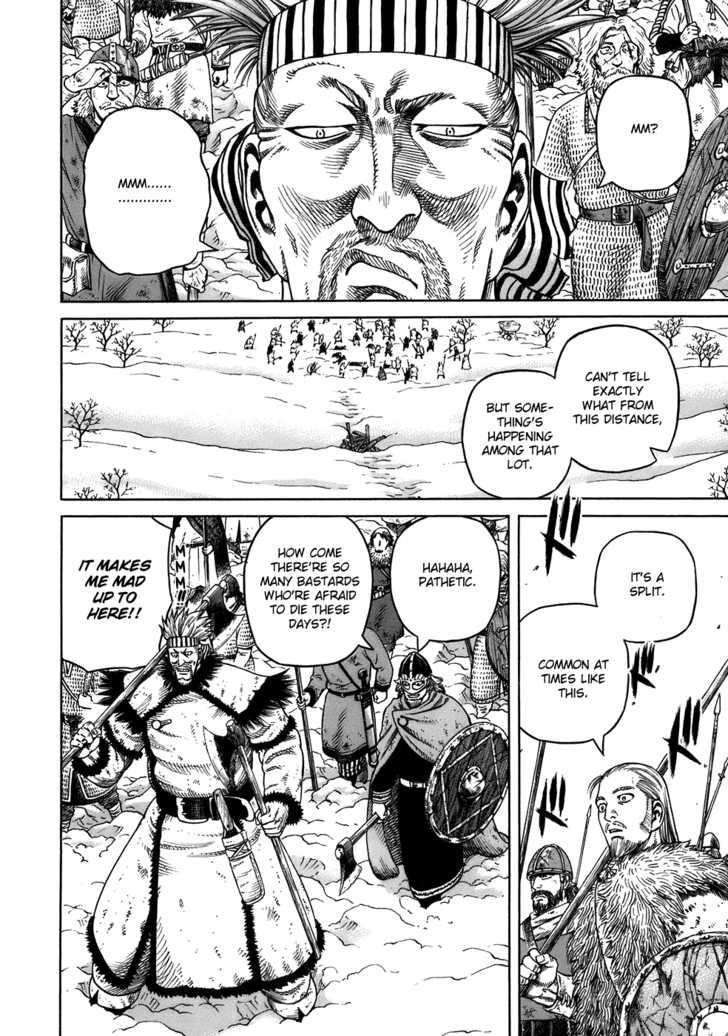 MM?
MMM......
.............
CAN'T TELL
EXACTLY
WHAT FROM
THIS DISTANCE,
BUT SOME-
THING'S
HAPPENING
AMONG THAT
LOT.
IT'S A
SPLIT.
COMMON AT
TIMES LIKE
THIS.
HAHAHA,
PATHETIC.
HOW COME
THERE'RE SO
MANY BASTARDS
WHO'RE AFRAID
TO DIE THESE
DAYS?!
MMM!!
IT MAKES
ME MAD
UP TO
HERE!!